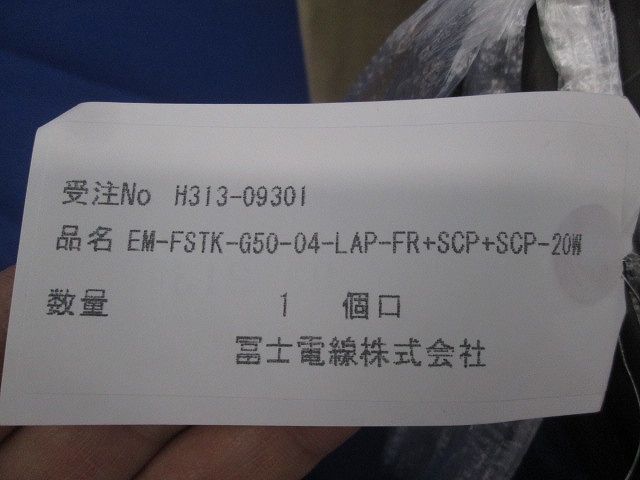 受注No H313-09301
品名 EM-FSTK-G50-04-LAP-FR+SCP+SCP-20W
数量 1 個口
冨士電線株式会社